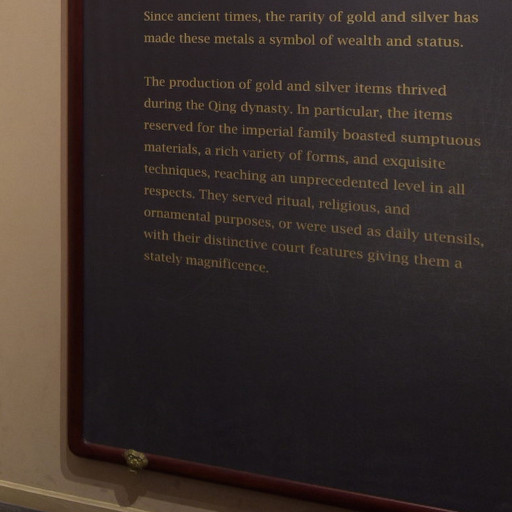 Since ancient times, the rarity of gold and silver has
made these metals a symbol of wealth and status.
The production of gold and silver items thrived
during the Qing dynasty. In particular, the items
reserved for the imperial family boasted sumptuous
materials, a rich variety of forms, and exquisite
techniques, reaching an unprecedented level in all
respects. They served ritual, religious, and
ornamental purposes, or were used as daily utensils,
with their distinctive court features giving them a
stately magnificence.